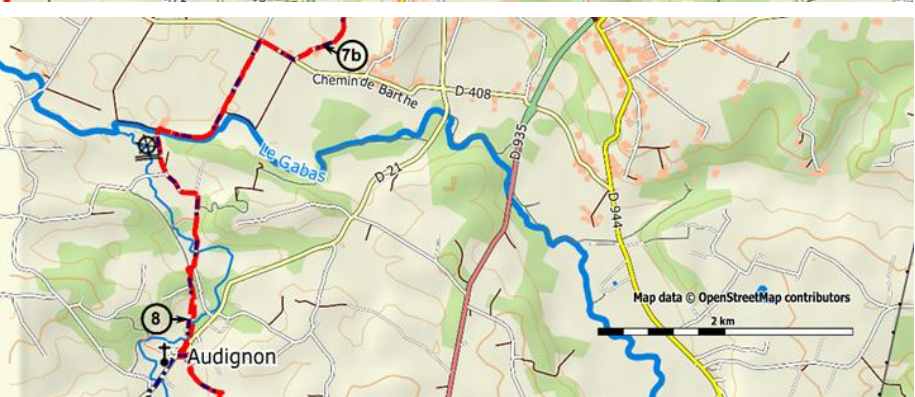 7b
Chemin de Barthe
D 408
D 935
Le Gabas
D 21
D 944
Map data © OpenStreetMap contributors
2 km
8
Audignon